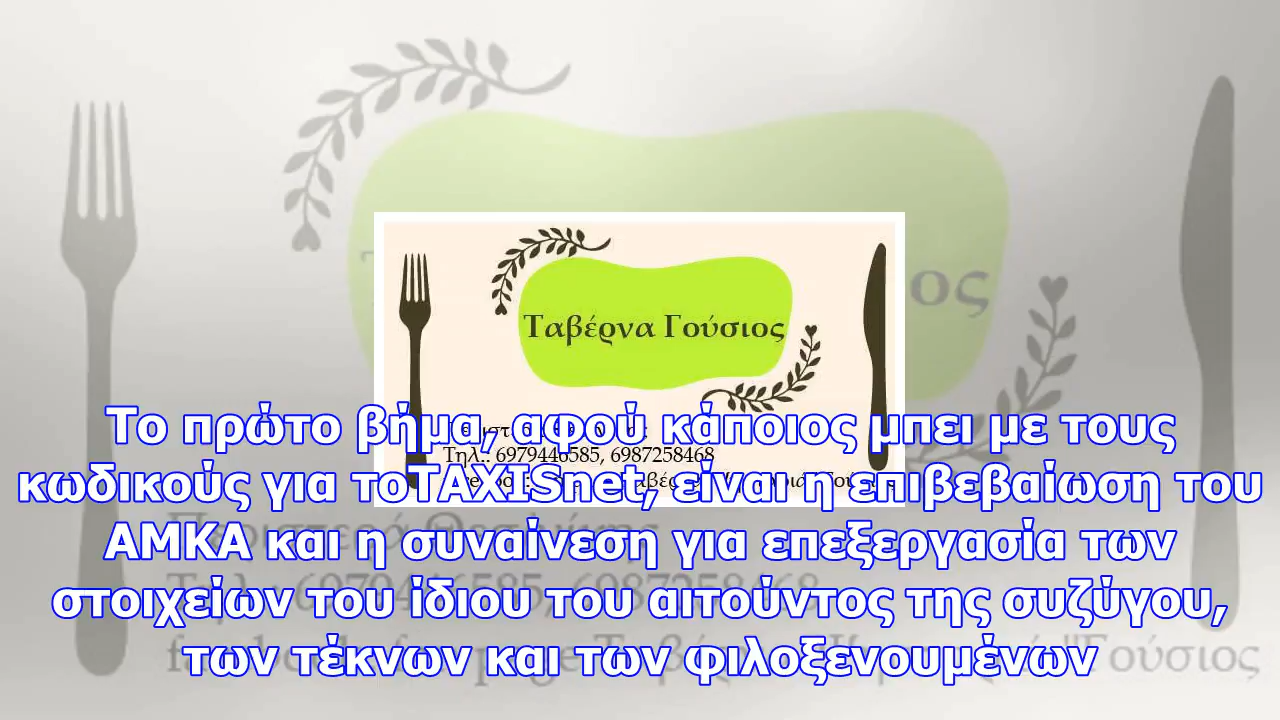 Ταβέρνα Γούσιος
Τηλ.: 6979446585, 6987258468
Το πρώτο βήμα, αφού κάποιος μπει με τους
κωδικούς για τοTAXISnet, είναι η επιβεβαίωση του
ΑΜΚΑ και η συναίνεση για επεξεργασία των
στοιχείων του ίδιου του αιτούντος της συζύγου,
των τέκνων και των φιλοξενουμένων